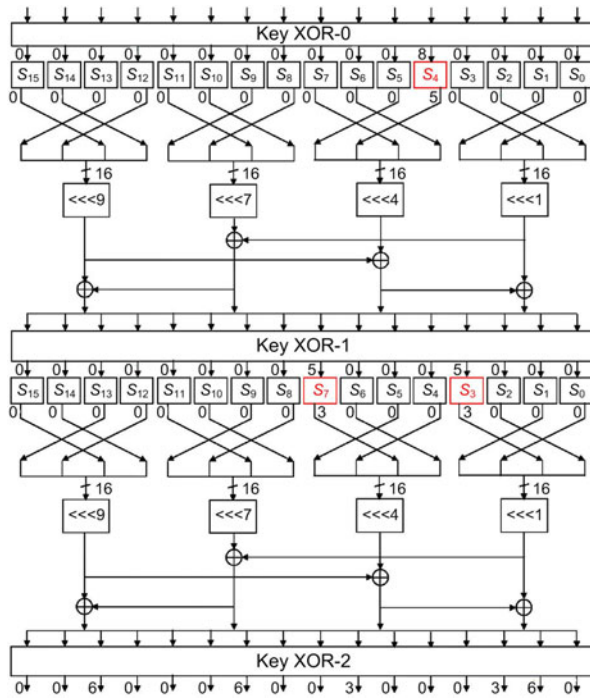 Key XOR-0
0 0 0 0 0 0 0 0 0 0 0 8 0 0 0 0
S15 S14 S13 S12 S11 S10 S9 S8 S7 S6 S5 S4 S3 S2 S1 S0
0 0 0 0 0 0 0 0 0 0 0 5 0 0 0 0
16 16 16 16
<<<9 <<<7 <<<4 <<<1
Key XOR-1
0 0 0 0 0 0 0 0 5 0 0 0 5 0 0 0
S15 S14 S13 S12 S11 S10 S9 S8 S7 S6 S5 S4 S3 S2 S1 S0
0 0 0 0 0 0 0 0 3 0 0 0 3 0 0 0
16 16 16 16
<<<9 <<<7 <<<4 <<<1
Key XOR-2
0 0 6 0 0 0 6 0 0 3 0 0 0 3 0 0